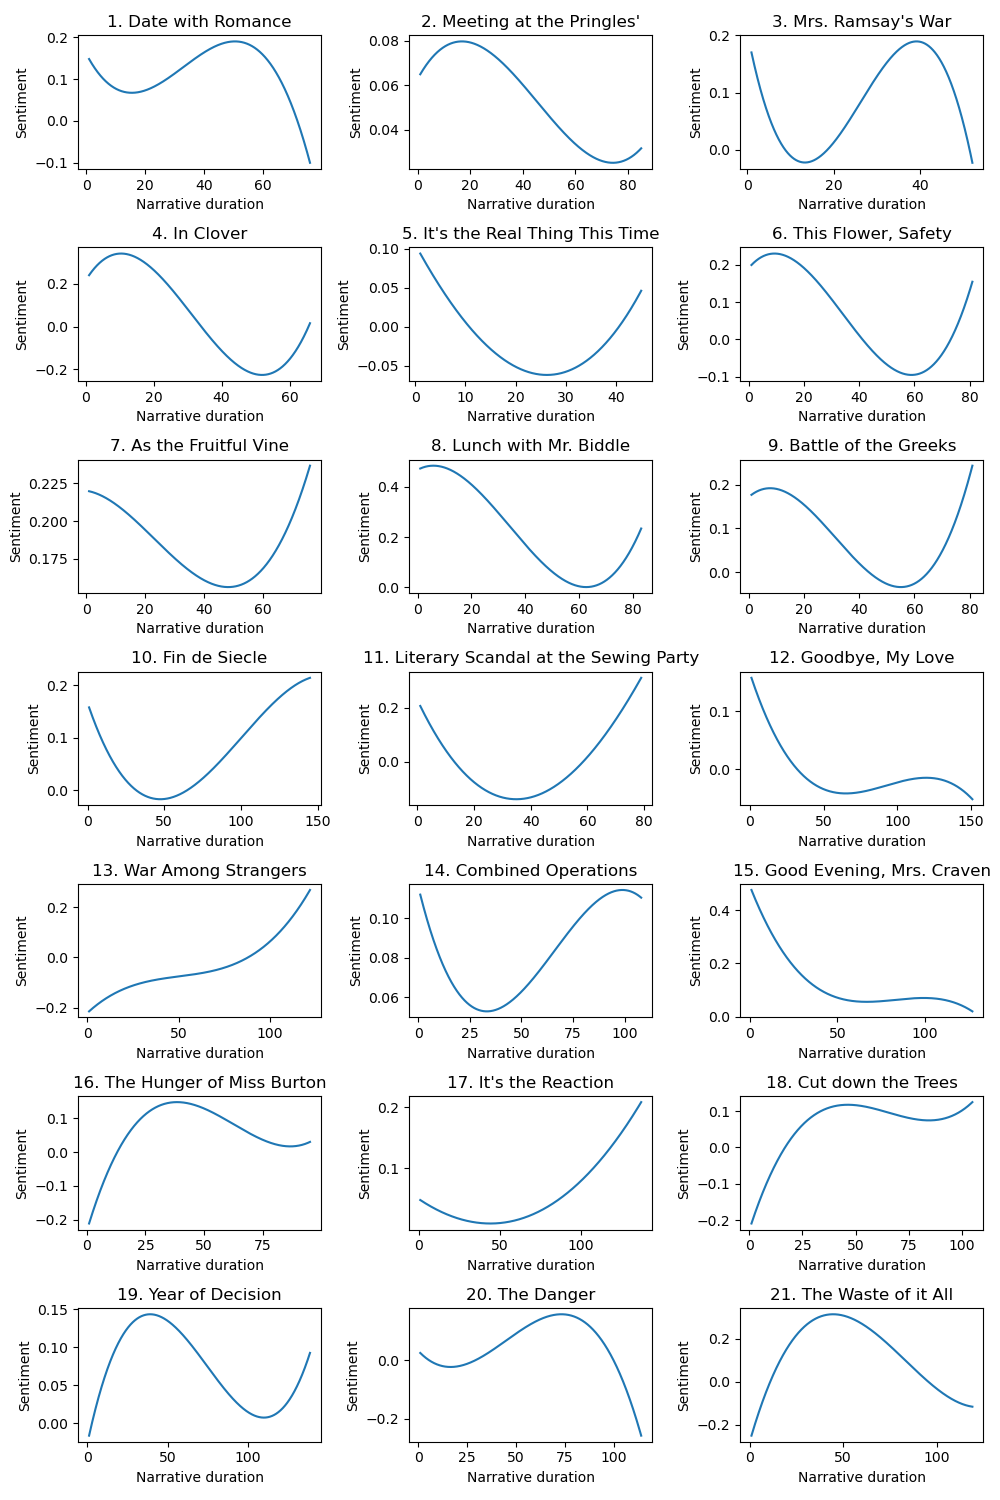 1. Date with Romance
0.2
0.1
0.0
−0.1
Sentiment
0 20 40 60
Narrative duration
2. Meeting at the Pringles'
0.08
0.06
0.04
Sentiment
0 20 40 60 80
Narrative duration
3. Mrs. Ramsay's War
0.2
0.1
0.0
Sentiment
0 20 40
Narrative duration
4. In Clover
0.2
0.0
−0.2
Sentiment
0 20 40 60
Narrative duration
5. It's the Real Thing This Time
0.10
0.05
0.00
−0.05
Sentiment
0 10 20 30 40
Narrative duration
6. This Flower, Safety
0.2
0.1
0.0
−0.1
Sentiment
0 20 40 60 80
Narrative duration
7. As the Fruitful Vine
0.225
0.200
0.175
Sentiment
0 20 40 60
Narrative duration
8. Lunch with Mr. Biddle
0.4
0.2
0.0
Sentiment
0 20 40 60 80
Narrative duration
9. Battle of the Greeks
0.2
0.1
0.0
Sentiment
0 20 40 60 80
Narrative duration
10. Fin de Siecle
0.2
0.1
0.0
Sentiment
0 50 100 150
Narrative duration
11. Literary Scandal at the Sewing Party
0.2
0.0
Sentiment
0 20 40 60 80
Narrative duration
12. Goodbye, My Love
0.1
0.0
Sentiment
0 50 100 150
Narrative duration
13. War Among Strangers
0.2
0.0
−0.2
Sentiment
0 50 100
Narrative duration
14. Combined Operations
0.10
0.08
0.06
Sentiment
0 25 50 75 100
Narrative duration
15. Good Evening, Mrs. Craven
0.4
0.2
0.0
Sentiment
0 50 100
Narrative duration
16. The Hunger of Miss Burton
0.1
0.0
−0.1
−0.2
Sentiment
0 25 50 75
Narrative duration
17. It's the Reaction
0.2
0.1
Sentiment
0 50 100
Narrative duration
18. Cut down the Trees
0.1
0.0
−0.1
−0.2
Sentiment
0 25 50 75 100
Narrative duration
19. Year of Decision
0.15
0.10
0.05
0.00
Sentiment
0 50 100
Narrative duration
20. The Danger
0.0
−0.2
Sentiment
0 25 50 75 100
Narrative duration
21. The Waste of it All
0.2
0.0
−0.2
Sentiment
0 50 100
Narrative duration